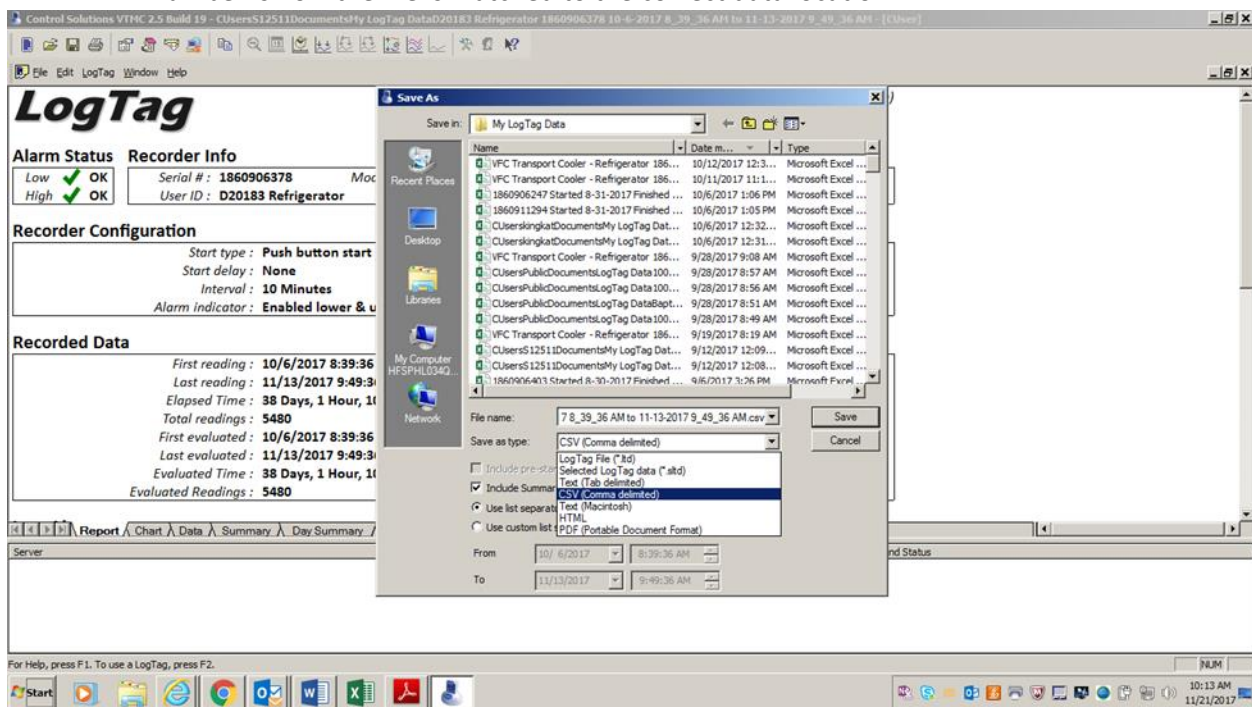 Control Solutions VTMC 2.5 Build 19 - CUsersS12511DocumentsMy LogTag DataD20183 Refrigerator 1860906378 10-6-2017 8_39_36 AM to 11-13-2017 9_49_36 AM - [CUser]
File Edit LogTag Window Help
LogTag
Alarm Status Recorder Info
Low OK Serial # : 1860906378 Mod
High OK User ID : D20183 Refrigerator
Recorder Configuration
Start type : Push button start
Start delay : None
Interval : 10 Minutes
Alarm indicator : Enabled lower & u
Recorded Data
First reading : 10/6/2017 8:39:36
Last reading : 11/13/2017 9:49:3
Elapsed Time : 38 Days, 1 Hour, 1
Total readings : 5480
First evaluated : 10/6/2017 8:39:36
Last evaluated : 11/13/2017 9:49:3
Evaluated Time : 38 Days, 1 Hour, 1
Evaluated Readings : 5480
Report Chart Data Summary Day Summary
Server
nd Status
Save As
Save in: My LogTag Data
Recent Places
Desktop
Libraries
My Computer
HFSPHL034Q...
Network
Name Date m... Type
VFC Transport Cooler - Refrigerator 186... 10/12/2017 12:3... Microsoft Excel ...
VFC Transport Cooler - Refrigerator 186... 10/11/2017 11:1... Microsoft Excel ...
1860906247 Started 8-31-2017 Finished ... 10/6/2017 1:06 PM Microsoft Excel ...
1860911294 Started 8-31-2017 Finished ... 10/6/2017 1:05 PM Microsoft Excel ...
CUserskingkatDocumentsMy LogTag Dat... 10/6/2017 12:32... Microsoft Excel ...
CUserskingkatDocumentsMy LogTag Dat... 10/6/2017 12:31... Microsoft Excel ...
VFC Transport Cooler - Refrigerator 186... 9/28/2017 9:08 AM Microsoft Excel ...
CUsersPublicDocumentsLogTag Data100... 9/28/2017 8:57 AM Microsoft Excel ...
CUsersPublicDocumentsLogTag Data100... 9/28/2017 8:56 AM Microsoft Excel ...
CUsersPublicDocumentsLogTag DataBapt... 9/28/2017 8:51 AM Microsoft Excel ...
CUsersPublicDocumentsLogTag Data100... 9/28/2017 8:49 AM Microsoft Excel ...
VFC Transport Cooler - Refrigerator 186... 9/19/2017 8:19 AM Microsoft Excel ...
CUsersS12511DocumentsMy LogTag Dat... 9/12/2017 12:09... Microsoft Excel ...
CUsersS12511DocumentsMy LogTag Dat... 9/12/2017 12:08... Microsoft Excel ...
1860906403 Started 8-30-2017 Finished ... 9/6/2017 3:26 PM Microsoft Excel ...
File name: 7 8_39_36 AM to 11-13-2017 9_49_36 AM.csv Save
Save as type: CSV (Comma delimited) Cancel
LogTag File (*.ltd)
Selected LogTag data (*.sltd)
Text (Tab delimited)
CSV (Comma delimited)
Text (Macintosh)
HTML
PDF (Portable Document Format)
Include pre-star
Include Summar
Use list separat
Use custom list s
From 10/ 6/2017 8:39:36 AM
To 11/13/2017 9:49:36 AM
For Help, press F1. To use a LogTag, press F2.
NUM
Start
10:13 AM
11/21/2017